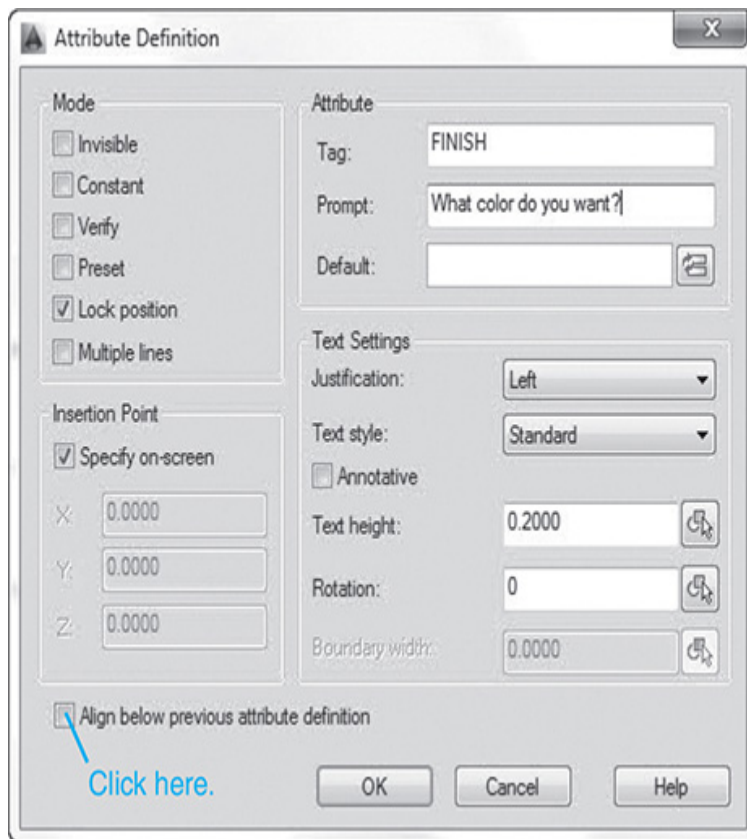 Attribute Definition
Mode
Invisible
Constant
Verify
Preset
Lock position
Multiple lines
Insertion Point
Specify on-screen
X: 0.0000
Y: 0.0000
Z: 0.0000
Attribute
Tag: FINISH
Prompt: What color do you want?
Default:
Text Settings
Justification: Left
Text style: Standard
Annotative
Text height: 0.2000
Rotation: 0
Boundary width: 0.0000
Align below previous attribute definition
Click here.
OK Cancel Help